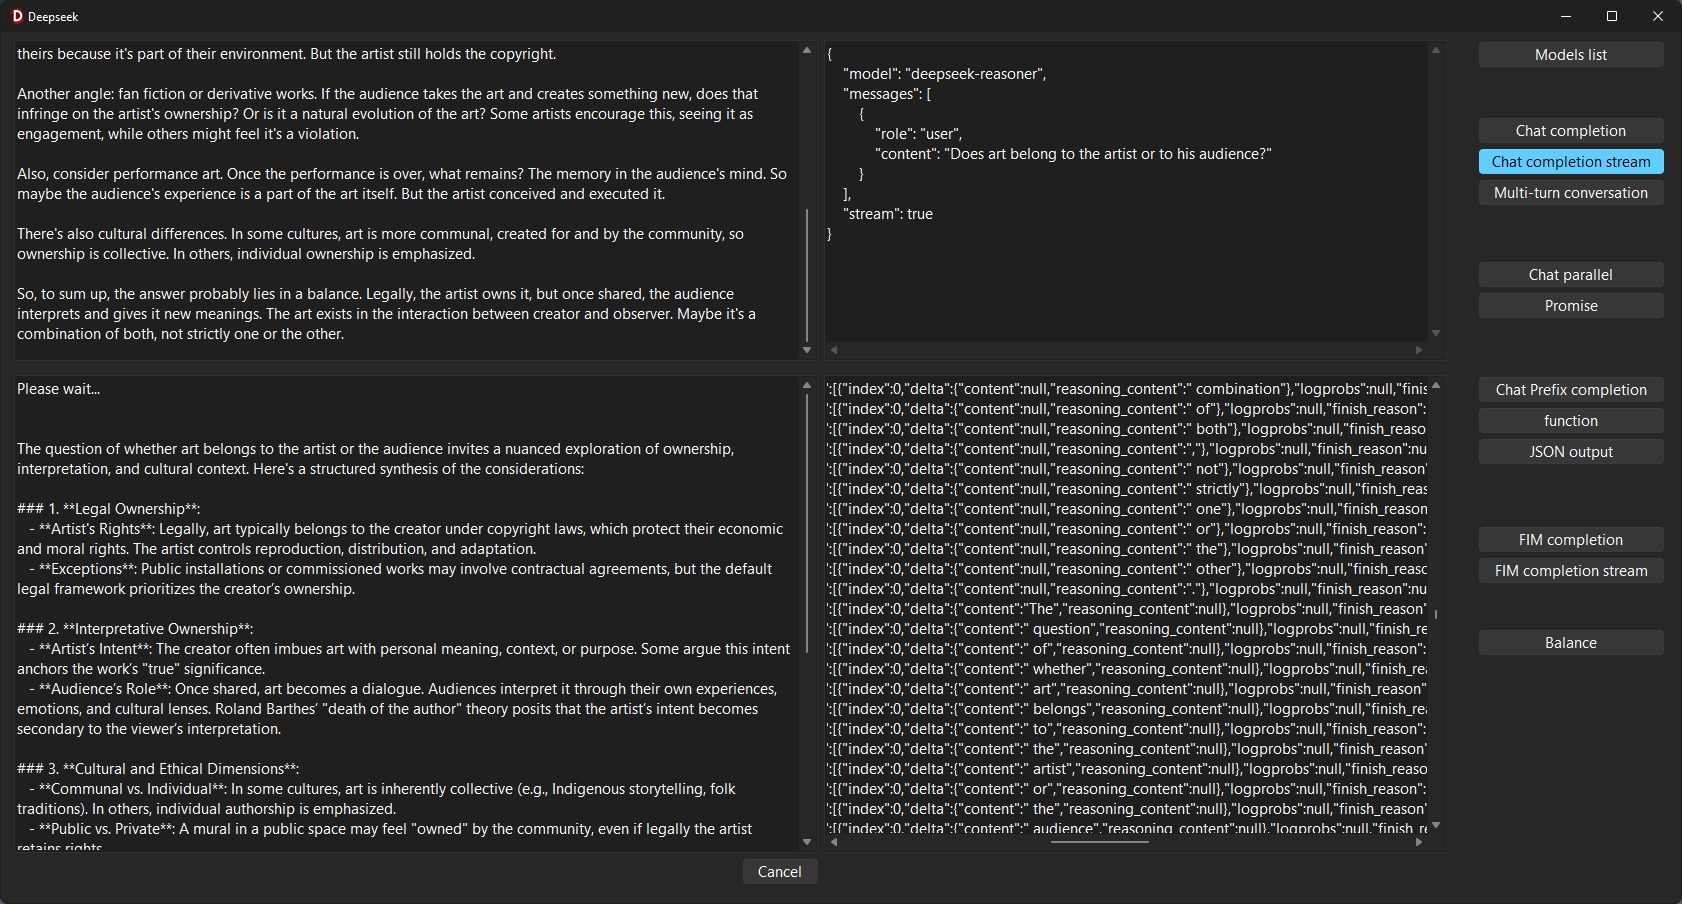 Deepseek
theirs because it's part of their environment. But the artist still holds the copyright.
Another angle: fan fiction or derivative works. If the audience takes the art and creates something new, does that
infringe on the artist's ownership? Or is it a natural evolution of the art? Some artists encourage this, seeing it as
engagement, while others might feel it's a violation.
Also, consider performance art. Once the performance is over, what remains? The memory in the audience's mind. So
maybe the audience's experience is a part of the art itself. But the artist conceived and executed it.
There's also cultural differences. In some cultures, art is more communal, created for and by the community, so
ownership is collective. In others, individual ownership is emphasized.
So, to sum up, the answer probably lies in a balance. Legally, the artist owns it, but once shared, the audience
interprets and gives it new meanings. The art exists in the interaction between creator and observer. Maybe it's a
combination of both, not strictly one or the other.
{
"model": "deepseek-reasoner",
"messages": [
{
"role": "user",
"content": "Does art belong to the artist or to his audience?"
}
],
"stream": true
}
Models list
Chat completion
Chat completion stream
Multi-turn conversation
Chat parallel
Promise
Please wait...
The question of whether art belongs to the artist or the audience invites a nuanced exploration of ownership,
interpretation, and cultural context. Here's a structured synthesis of the considerations:
### 1. **Legal Ownership**:
- **Artist's Rights**: Legally, art typically belongs to the creator under copyright laws, which protect their economic
and moral rights. The artist controls reproduction, distribution, and adaptation.
- **Exceptions**: Public installations or commissioned works may involve contractual agreements, but the default
legal framework prioritizes the creator’s ownership.
### 2. **Interpretative Ownership**:
- **Artist’s Intent**: The creator often imbues art with personal meaning, context, or purpose. Some argue this intent
anchors the work’s "true" significance.
- **Audience’s Role**: Once shared, art becomes a dialogue. Audiences interpret it through their own experiences,
emotions, and cultural lenses. Roland Barthes’ "death of the author" theory posits that the artist’s intent becomes
secondary to the viewer’s interpretation.
### 3. **Cultural and Ethical Dimensions**:
- **Communal vs. Individual**: In some cultures, art is inherently collective (e.g., Indigenous storytelling, folk
traditions). In others, individual authorship is emphasized.
- **Public vs. Private**: A mural in a public space may feel "owned" by the community, even if legally the artist
retains rights.
":[{"index":0,"delta":{"content":null,"reasoning_content":" combination"},"logprobs":null,"finis
":[{"index":0,"delta":{"content":null,"reasoning_content":" of"},"logprobs":null,"finish_reason":
":[{"index":0,"delta":{"content":null,"reasoning_content":" both"},"logprobs":null,"finish_reaso
":[{"index":0,"delta":{"content":null,"reasoning_content":","},"logprobs":null,"finish_reason":nu
":[{"index":0,"delta":{"content":null,"reasoning_content":" not"},"logprobs":null,"finish_reason"
":[{"index":0,"delta":{"content":null,"reasoning_content":" strictly"},"logprobs":null,"finish_reas
":[{"index":0,"delta":{"content":null,"reasoning_content":" one"},"logprobs":null,"finish_reason
":[{"index":0,"delta":{"content":null,"reasoning_content":" or"},"logprobs":null,"finish_reason":
":[{"index":0,"delta":{"content":null,"reasoning_content":" the"},"logprobs":null,"finish_reason"
":[{"index":0,"delta":{"content":null,"reasoning_content":" other"},"logprobs":null,"finish_reaso
":[{"index":0,"delta":{"content":null,"reasoning_content":"."},"logprobs":null,"finish_reason":nu
":[{"index":0,"delta":{"content":"The","reasoning_content":null},"logprobs":null,"finish_reason"
":[{"index":0,"delta":{"content":" question","reasoning_content":null},"logprobs":null,"finish_re
":[{"index":0,"delta":{"content":" of","reasoning_content":null},"logprobs":null,"finish_reason":
":[{"index":0,"delta":{"content":" whether","reasoning_content":null},"logprobs":null,"finish_rea
":[{"index":0,"delta":{"content":" art","reasoning_content":null},"logprobs":null,"finish_reason"
":[{"index":0,"delta":{"content":" belongs","reasoning_content":null},"logprobs":null,"finish_rea
":[{"index":0,"delta":{"content":" to","reasoning_content":null},"logprobs":null,"finish_reason":
":[{"index":0,"delta":{"content":" the","reasoning_content":null},"logprobs":null,"finish_reason"
":[{"index":0,"delta":{"content":" artist","reasoning_content":null},"logprobs":null,"finish_reaso
":[{"index":0,"delta":{"content":" or","reasoning_content":null},"logprobs":null,"finish_reason":
":[{"index":0,"delta":{"content":" the","reasoning_content":null},"logprobs":null,"finish_reason"
":[{"index":0,"delta":{"content":" audience","reasoning_content":null},"logprobs":null,"finish_re
Chat Prefix completion
function
JSON output
FIM completion
FIM completion stream
Balance
Cancel